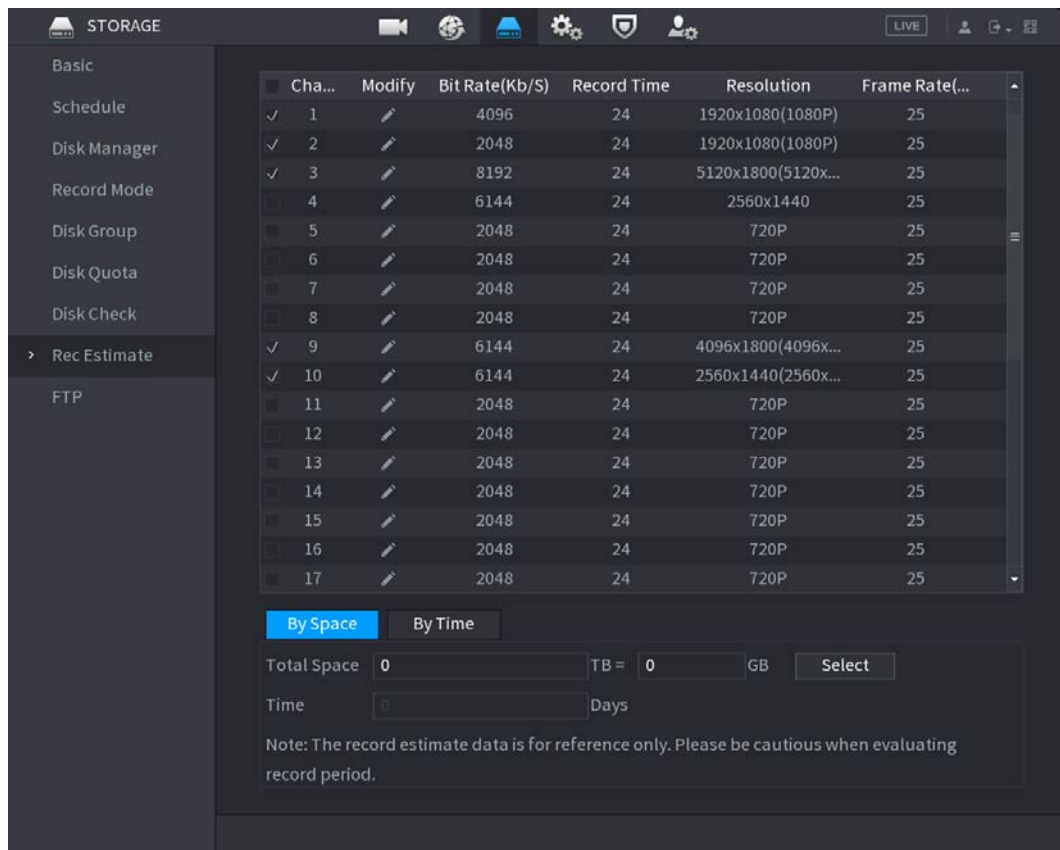 STORAGE LIVE
Basic
Schedule
Disk Manager
Record Mode
Disk Group
Disk Quota
Disk Check
Rec Estimate
FTP
Cha... Modify Bit Rate(Kb/S) Record Time Resolution Frame Rate(...
1 4096 24 1920x1080(1080P) 25
2 2048 24 1920x1080(1080P) 25
3 8192 24 5120x1800(5120x... 25
4 6144 24 2560x1440 25
5 2048 24 720P 25
6 2048 24 720P 25
7 2048 24 720P 25
8 2048 24 720P 25
9 6144 24 4096x1800(4096x... 25
10 6144 24 2560x1440(2560x... 25
11 2048 24 720P 25
12 2048 24 720P 25
13 2048 24 720P 25
14 2048 24 720P 25
15 2048 24 720P 25
16 2048 24 720P 25
17 2048 24 720P 25
By Space By Time
Total Space 0 TB = 0 GB Select
Time 0 Days
Note: The record estimate data is for reference only. Please be cautious when evaluating
record period.